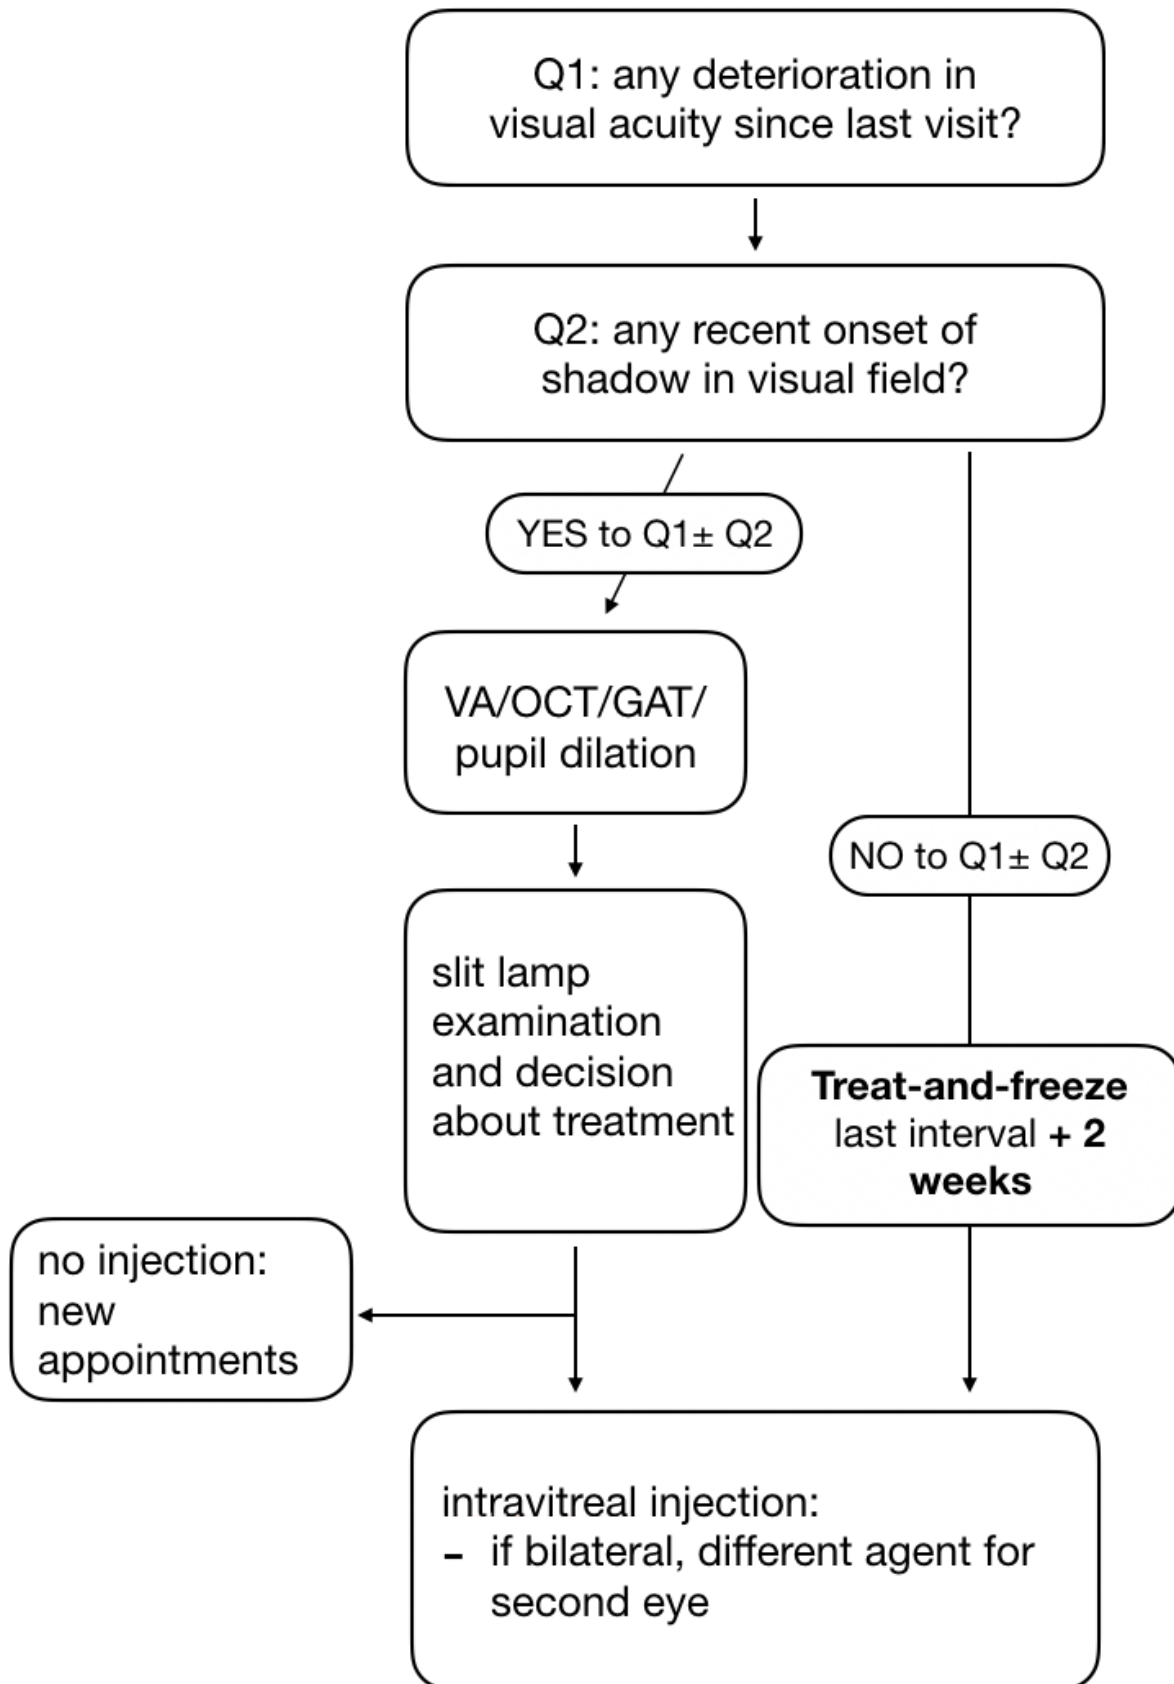 Q1: any deterioration in
visual acuity since last visit?
Q2: any recent onset of
shadow in visual field?
YES to Q1± Q2
VA/OCT/GAT/
pupil dilation
NO to Q1± Q2
slit lamp
examination
and decision
about treatment
Treat-and-freeze
last interval + 2
weeks
no injection:
new
appointments
intravitreal injection:
– if bilateral, different agent for
second eye